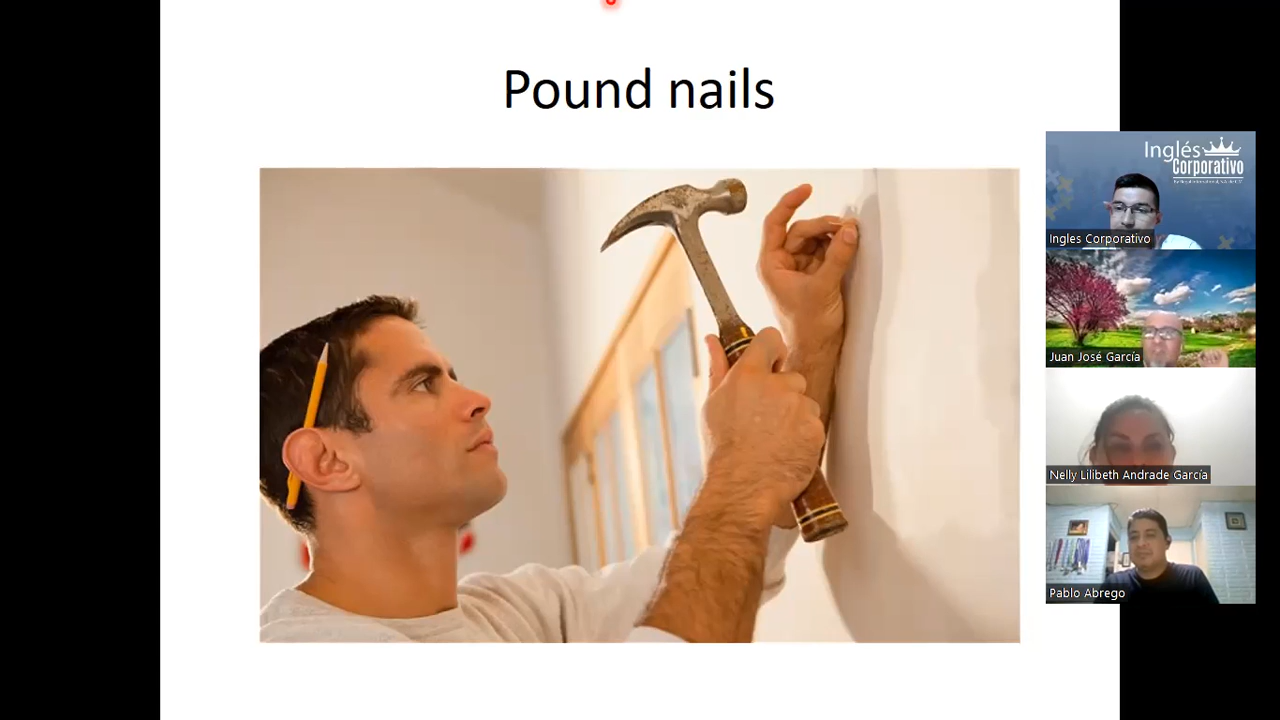 Pound nails
Inglés
Corporativo
Ingles Corporativo
Juan José García
Nelly Lilibeth Andrade García
Pablo Abrego